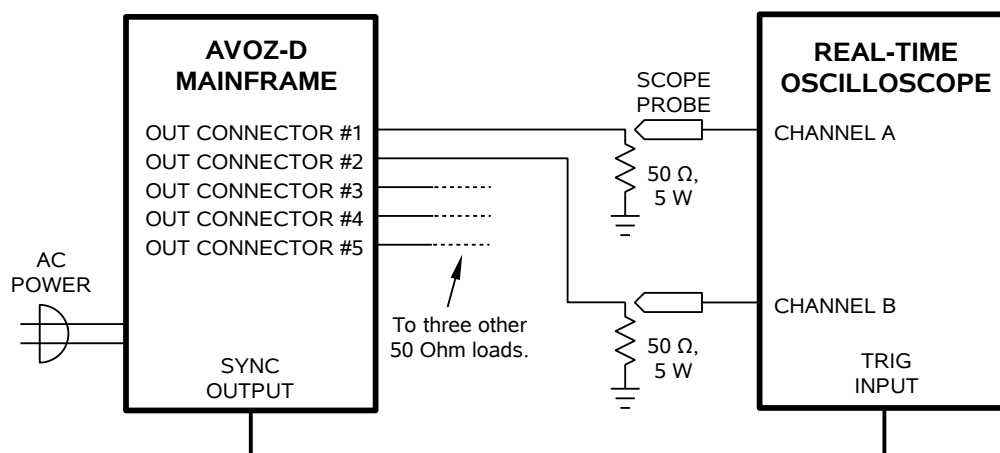 AVOZ-D
MAINFRAME
OUT CONNECTOR #1
OUT CONNECTOR #2
OUT CONNECTOR #3
OUT CONNECTOR #4
OUT CONNECTOR #5
AC
POWER
SYNC
OUTPUT
To three other
50 Ohm loads.
SCOPE
PROBE
50 Ω,
5 W
50 Ω,
5 W
REAL-TIME
OSCILLOSCOPE
CHANNEL A
CHANNEL B
TRIG
INPUT